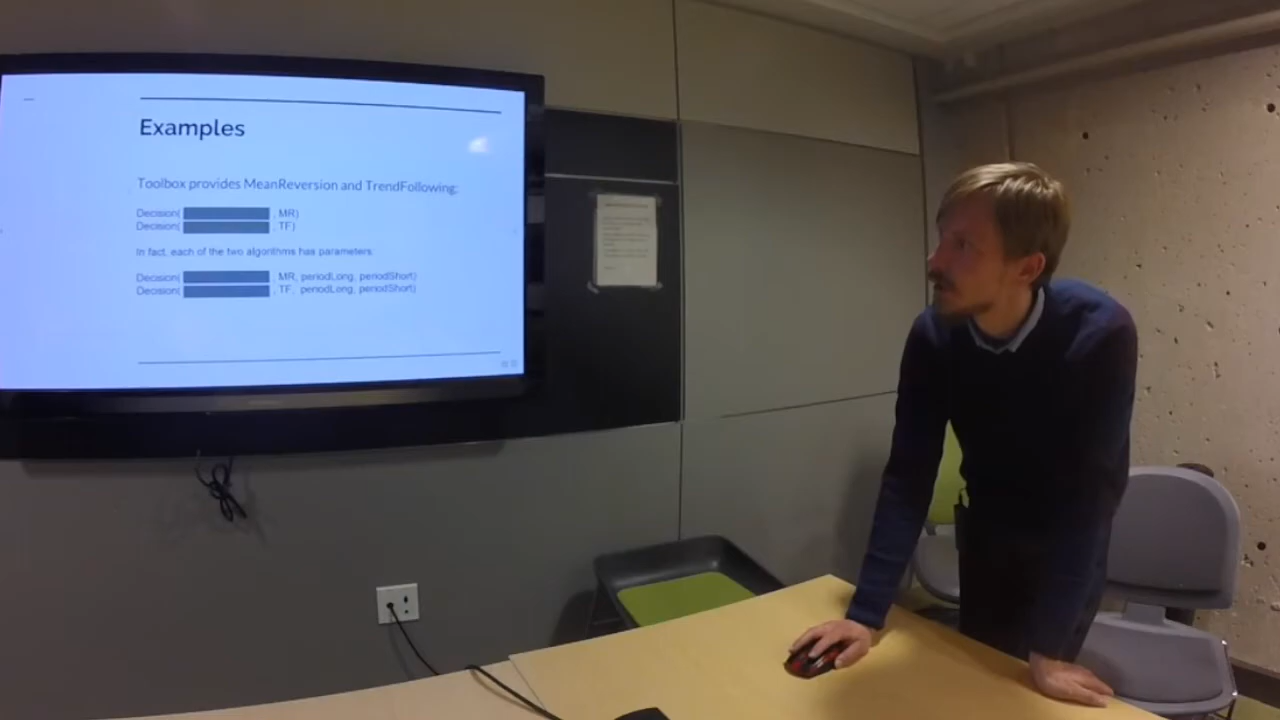 Examples
Toolbox provides MeanReversion and TrendFollowing:
Decision( , MR)
Decision( , TF)
In fact, each of the two algorithms has parameters:
Decision( , MR, periodLong, periodShort)
Decision( , TF, periodLong, periodShort)